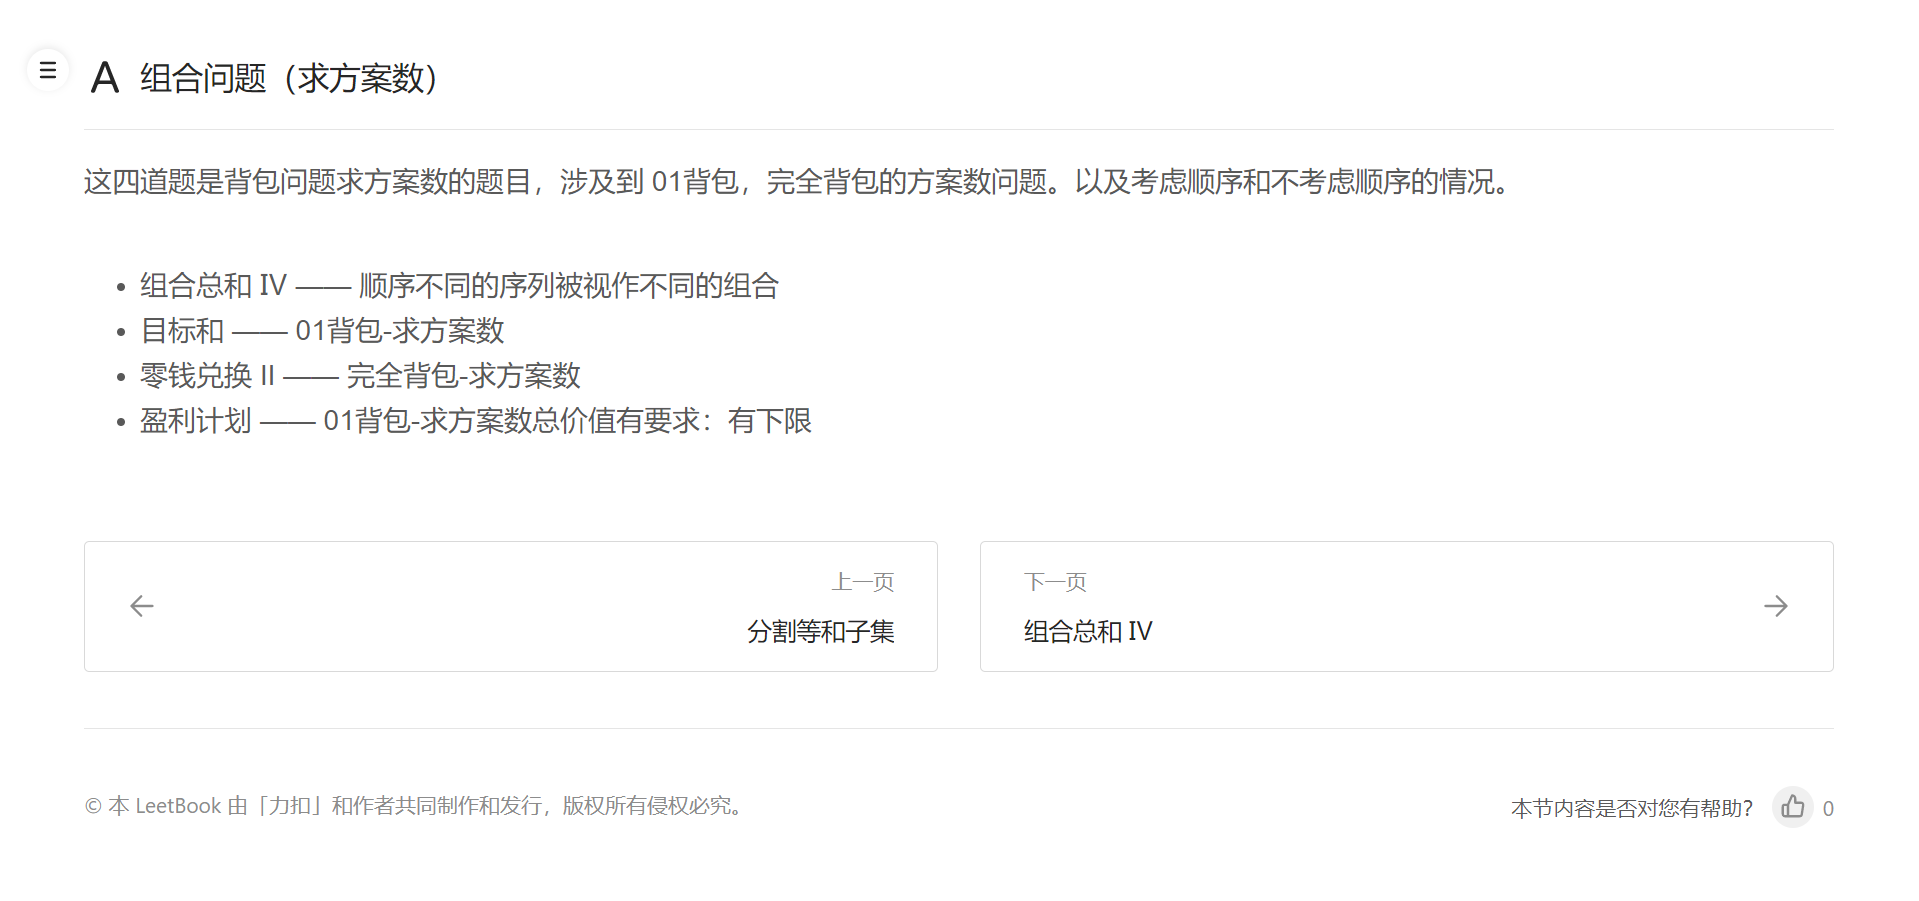 A 组合问题（求方案数）
这四道题是背包问题求方案数的题目，涉及到 01背包，完全背包的方案数问题。以及考虑顺序和不考虑顺序的情况。
• 组合总和 IV —— 顺序不同的序列被视作不同的组合
• 目标和 —— 01背包-求方案数
• 零钱兑换 II —— 完全背包-求方案数
• 盈利计划 —— 01背包-求方案数总价值有要求：有下限
上一页
分割等和子集
下一页
组合总和 IV
© 本 LeetBook 由「力扣」和作者共同制作和发行，版权所有侵权必究。
本节内容是否对您有帮助？ 0